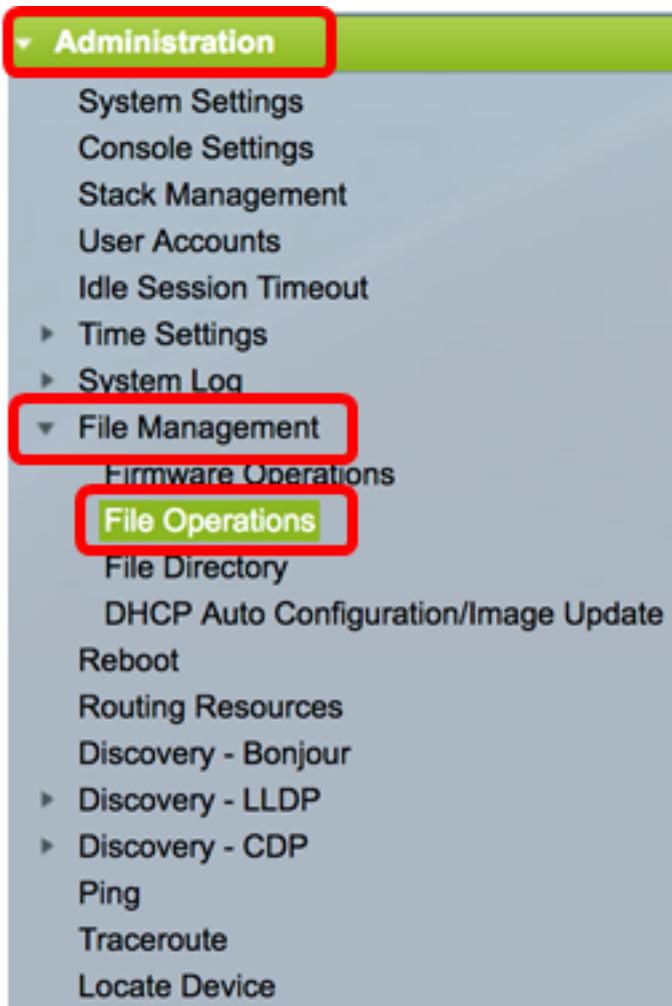 Administration
System Settings
Console Settings
Stack Management
User Accounts
Idle Session Timeout
Time Settings
System Log
File Management
Firmware Operations
File Operations
File Directory
DHCP Auto Configuration/Image Update
Reboot
Routing Resources
Discovery - Bonjour
Discovery - LLDP
Discovery - CDP
Ping
Traceroute
Locate Device